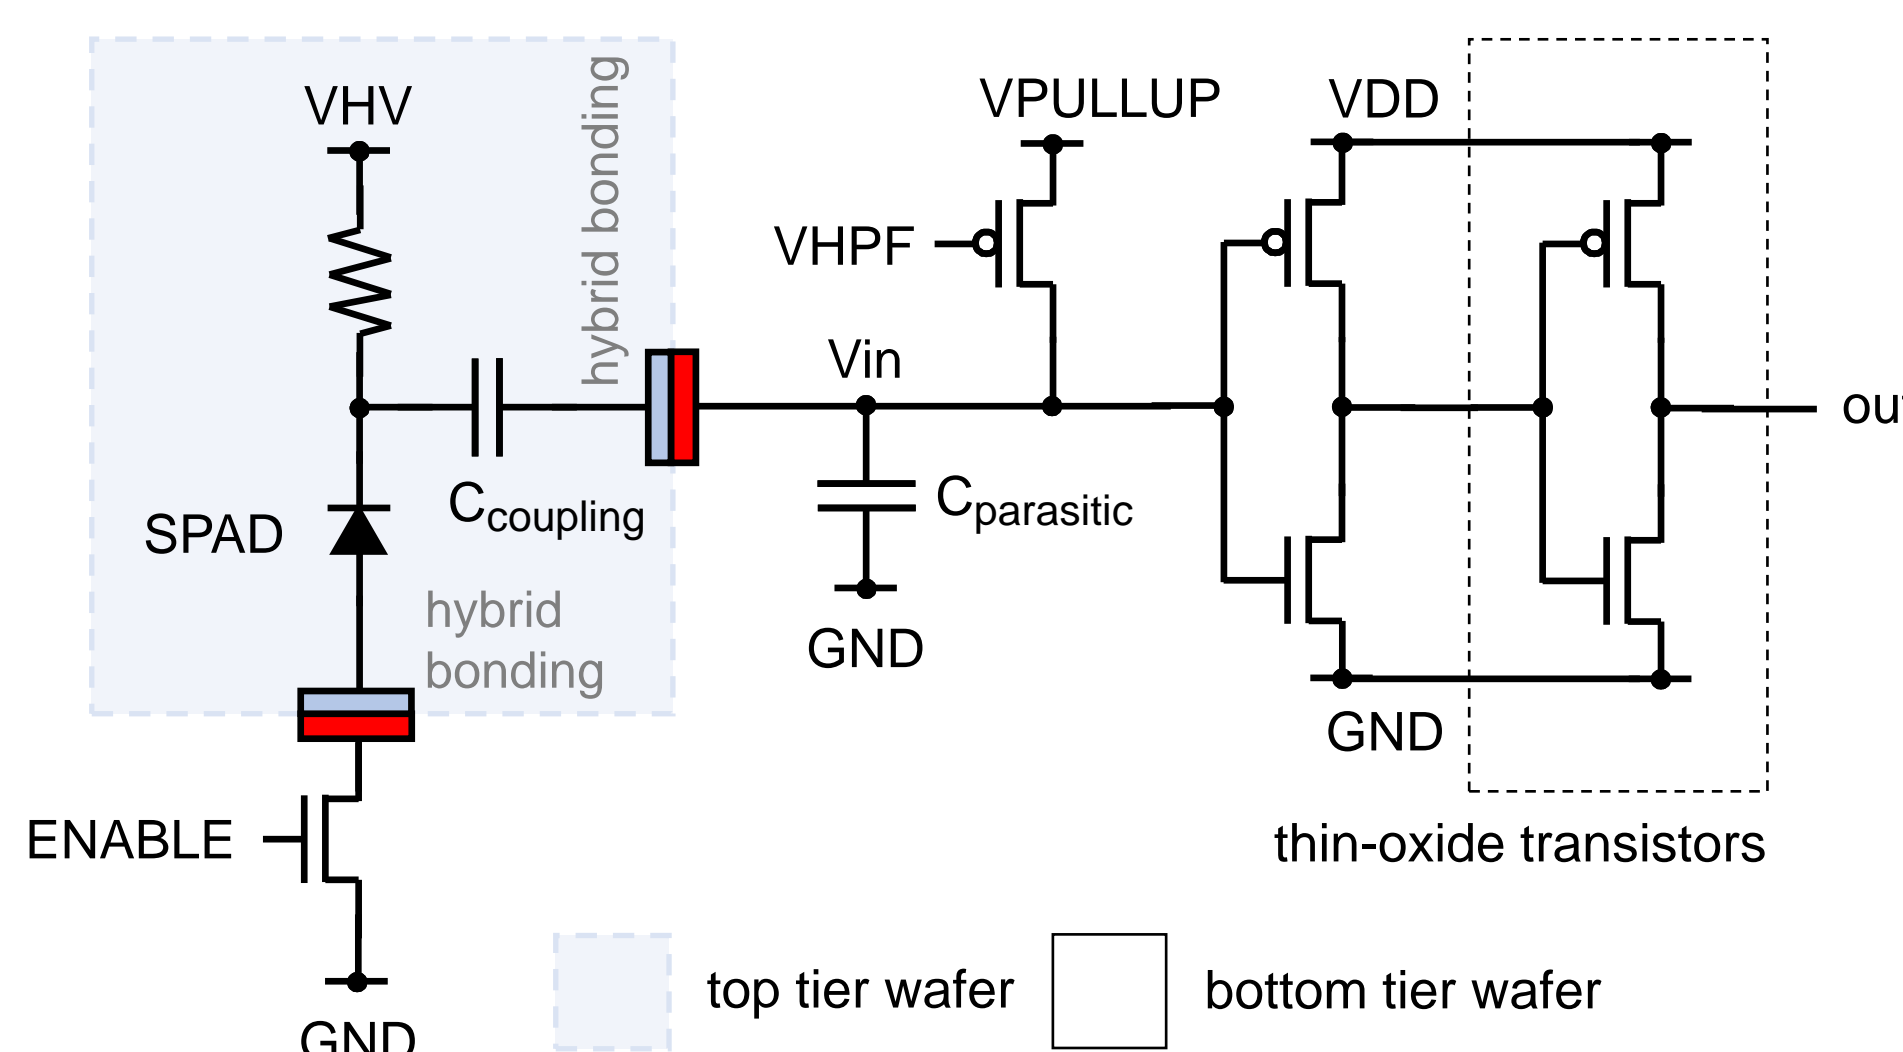 VHV
hybrid bonding
VPULLUP
VDD
VHPF
Vin
ou
Ccoupling
Cparasitic
SPAD
hybrid
bonding
GND
GND
ENABLE
thin-oxide transistors
top tier wafer
bottom tier wafer
GND